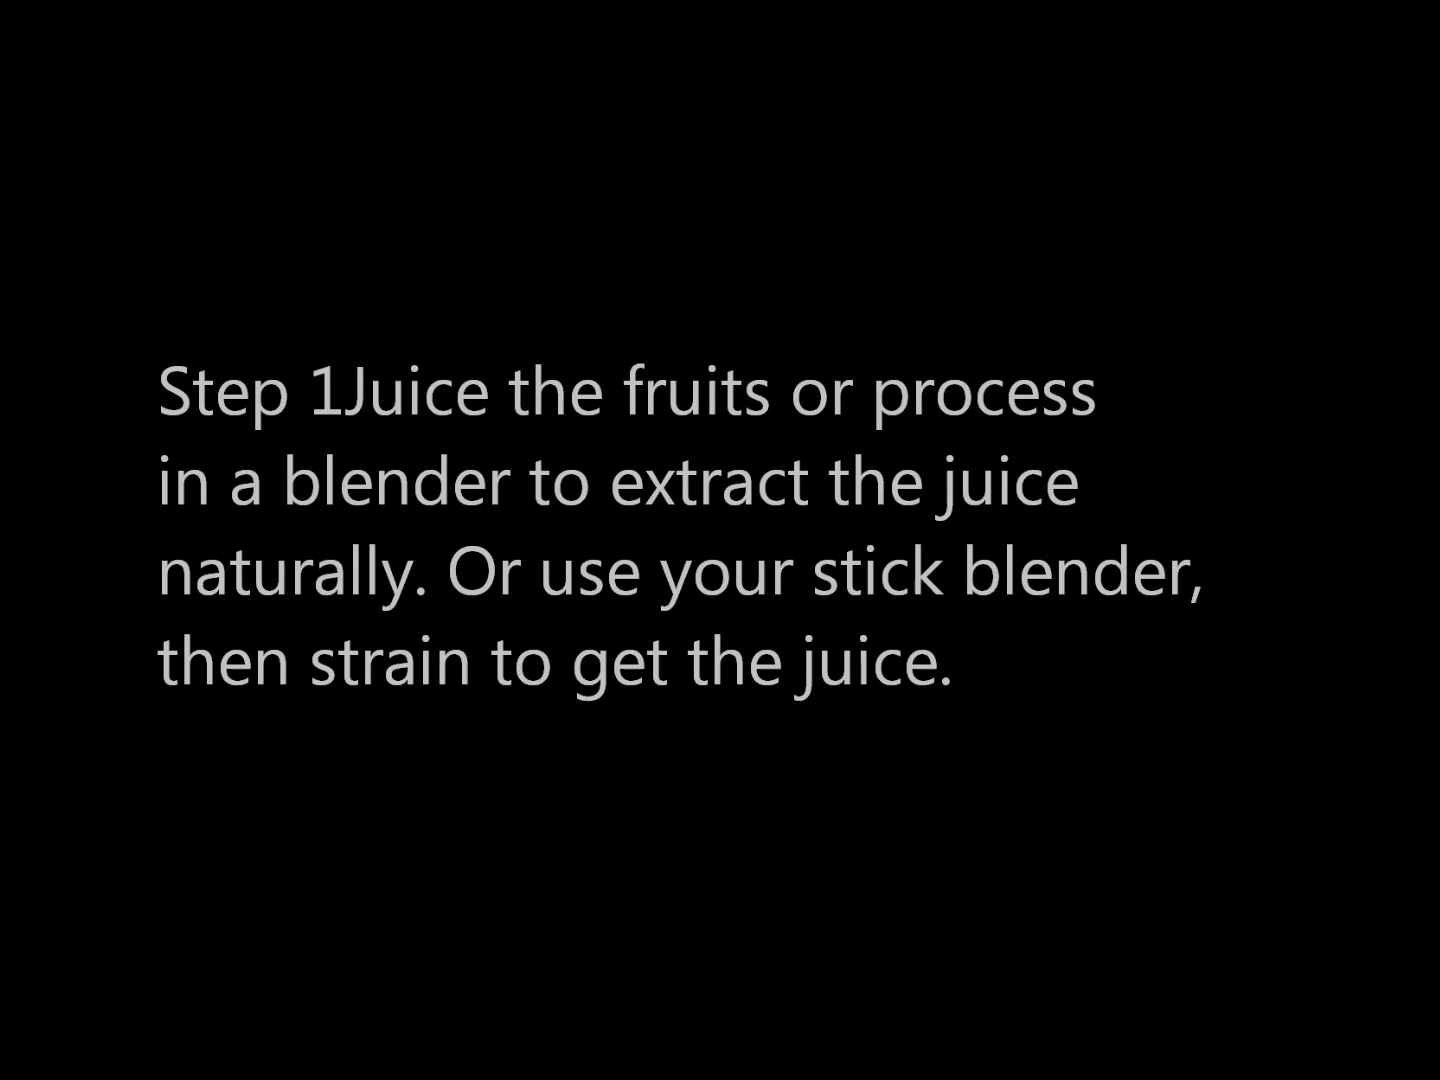 Step 1Juice the fruits or process
in a blender to extract the juice
naturally. Or use your stick blender,
then strain to get the juice.